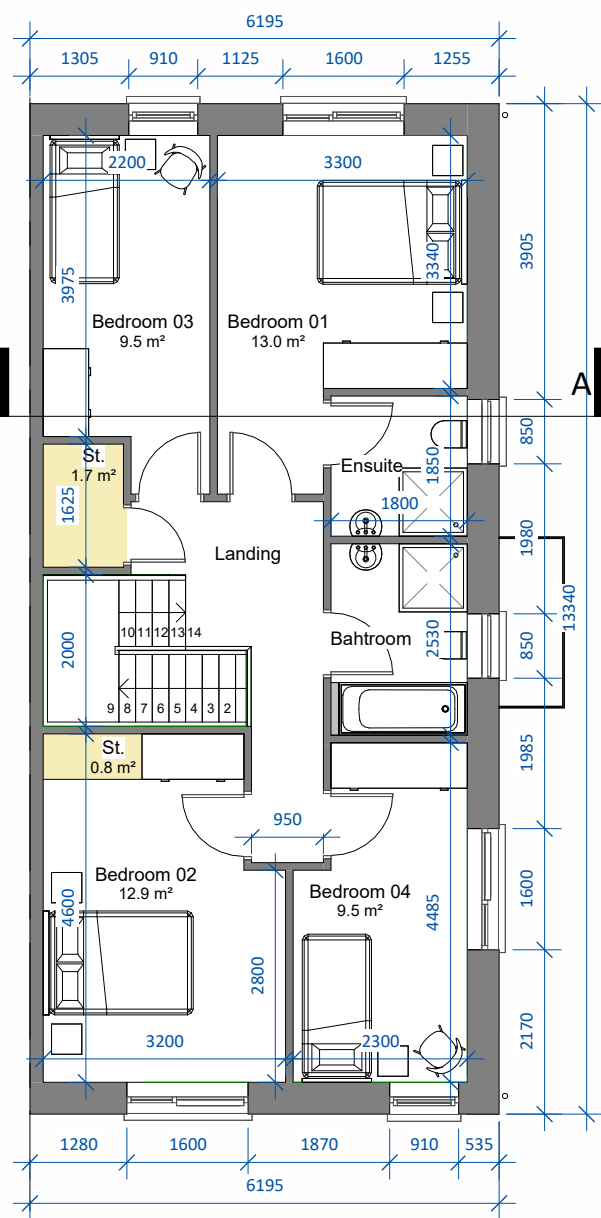 6195
1305 910 1125 1600 1255
2200 3300
3975 3340 3905
Bedroom 03
9.5 m²
Bedroom 01
13.0 m²
A
850
St.
1.7 m²
1625
Ensuite
1850
1800
1980
Landing
13340
10 11 12 13 14
2000
Bahtroom
2530
850
9 8 7 6 5 4 3 2
1985
St.
0.8 m²
950
Bedroom 02
12.9 m²
4600
Bedroom 04
9.5 m²
4485
1600
2800
3200 2300
2170
1280 1600 1870 910 535
6195